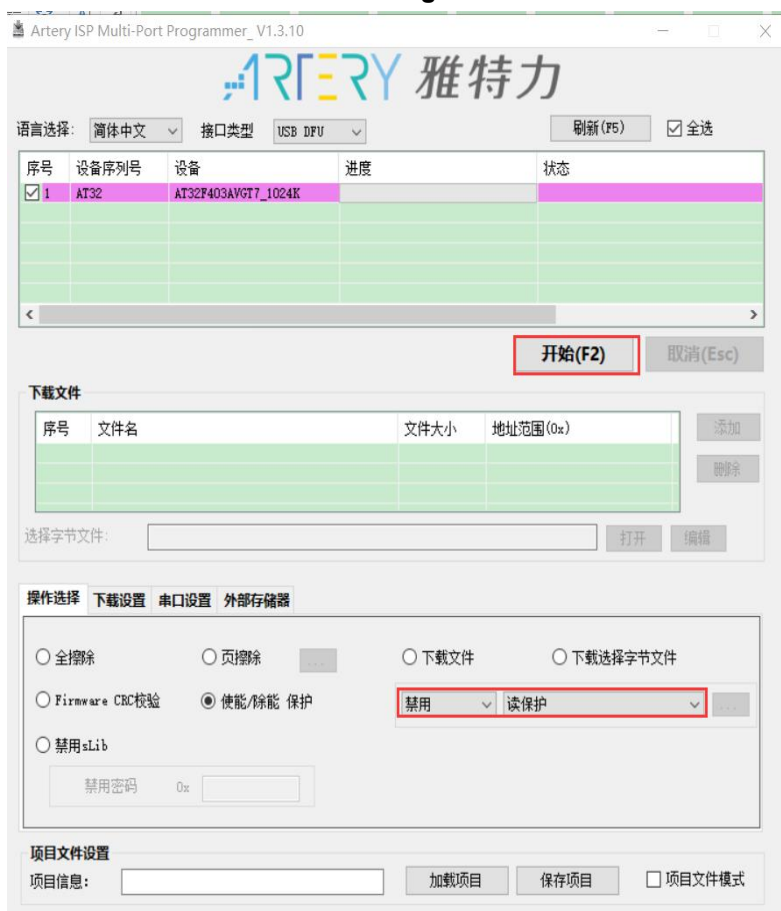 Artery ISP Multi-Port Programmer_ V1.3.10
ARTERY 雅特力
语言选择: 简体中文 接口类型 USB DFU 刷新(F5) 全选
序号 设备序列号 设备 进度 状态
1 AT32 AT32F403AVGT7_1024K
开始(F2) 取消(Esc)
下载文件
序号 文件名 文件大小 地址范围(0x)
添加
删除
选择字节文件: 打开 编辑
操作选择 下载设置 串口设置 外部存储器
全擦除 页擦除 ... 下载文件 下载选择字节文件
Firmware CRC校验 使能/除能 保护 禁用 读保护 ...
禁用sLib
禁用密码 0x
项目文件设置
项目信息: 加载项目 保存项目 项目文件模式